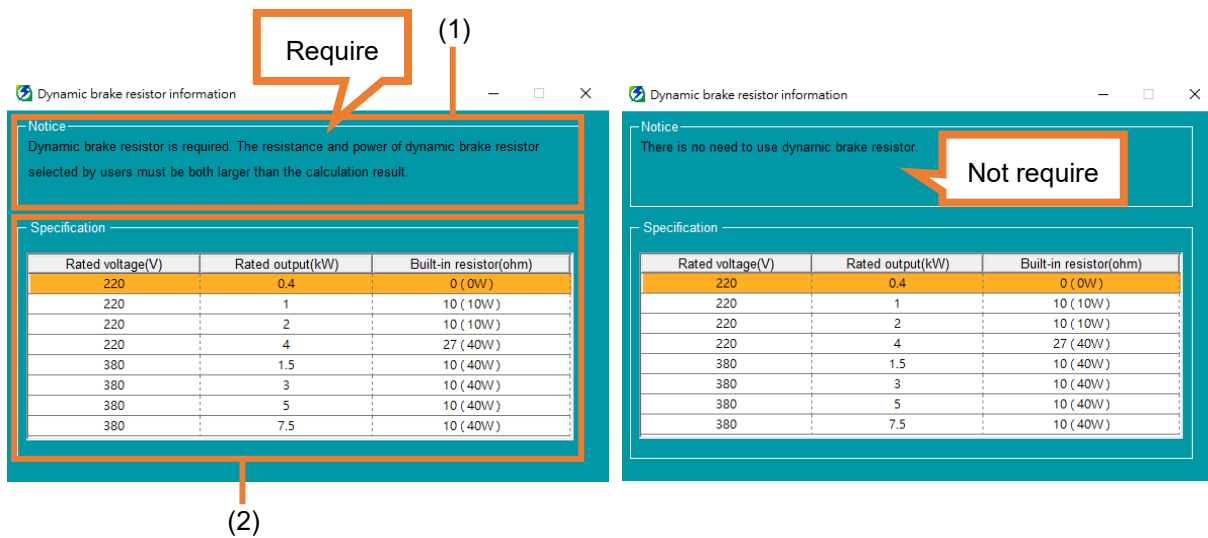 (1)
Require
Dynamic brake resistor information
Notice
Dynamic brake resistor is required. The resistance and power of dynamic brake resistor
selected by users must be both larger than the calculation result.
Specification
Rated voltage(V) Rated output(kW) Built-in resistor(ohm)
220 0.4 0 ( 0W )
220 1 10 ( 10W )
220 2 10 ( 10W )
220 4 27 ( 40W )
380 1.5 10 ( 40W )
380 3 10 ( 40W )
380 5 10 ( 40W )
380 7.5 10 ( 40W )
(2)
Dynamic brake resistor information
Notice
There is no need to use dynamic brake resistor.
Not require
Specification
Rated voltage(V) Rated output(kW) Built-in resistor(ohm)
220 0.4 0 ( 0W )
220 1 10 ( 10W )
220 2 10 ( 10W )
220 4 27 ( 40W )
380 1.5 10 ( 40W )
380 3 10 ( 40W )
380 5 10 ( 40W )
380 7.5 10 ( 40W )